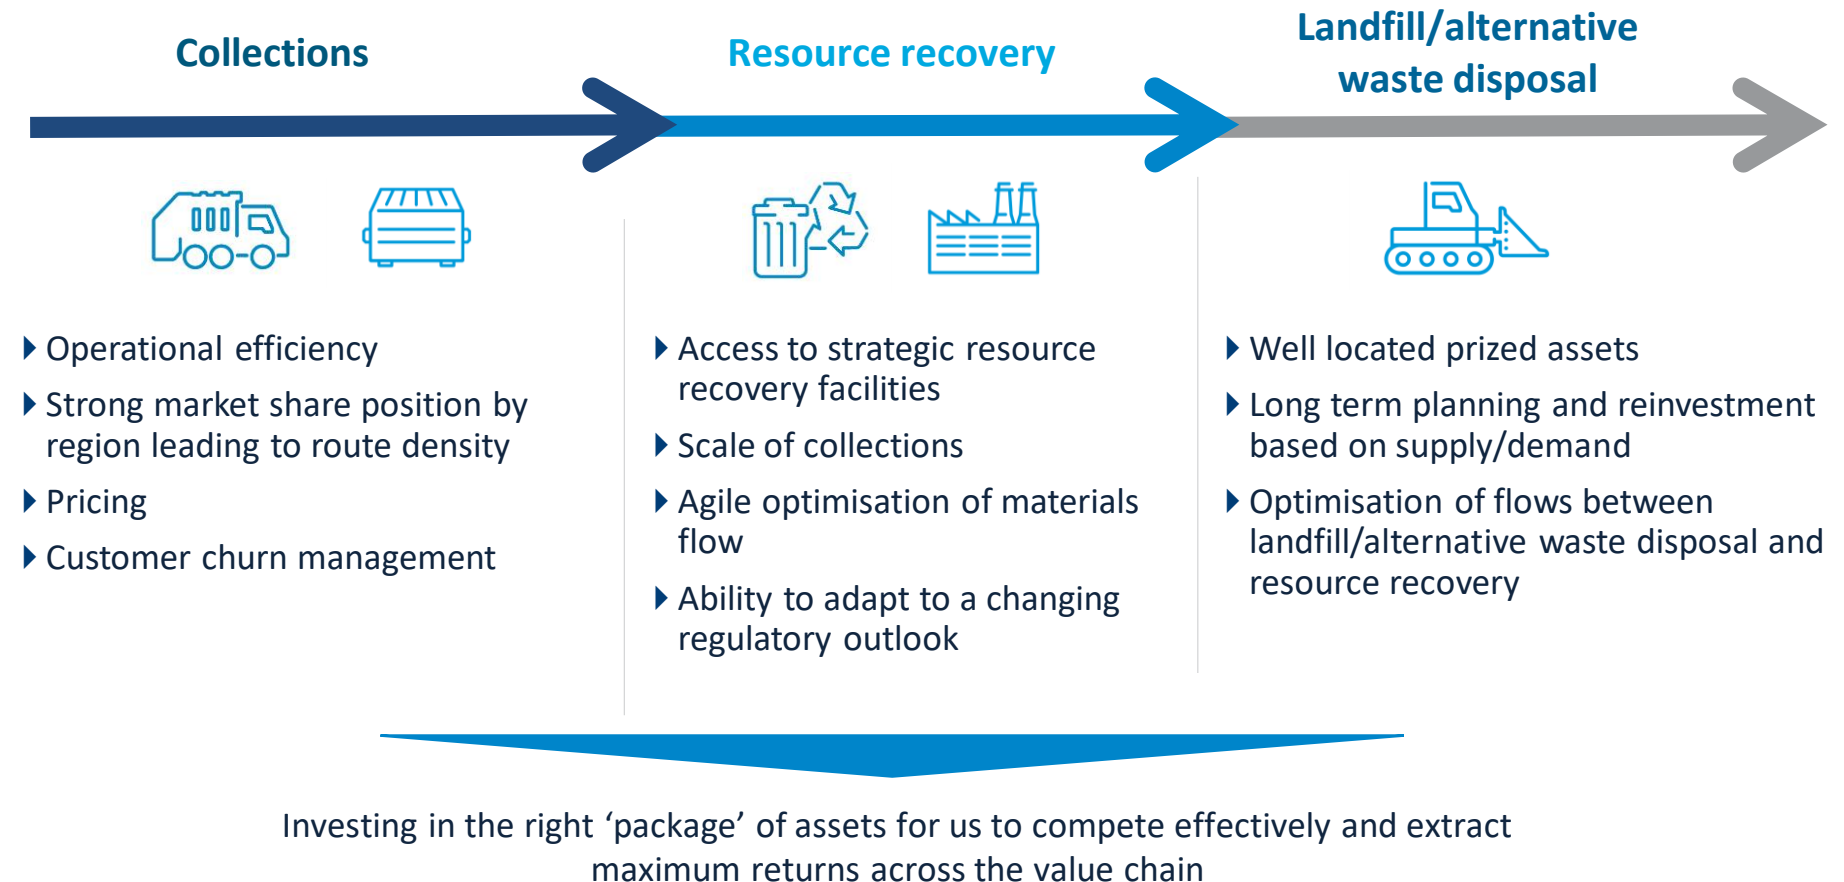 Collections
Resource recovery
Landfill/alternative
waste disposal
Operational efficiency
Strong market share position by
region leading to route density
Pricing
Customer churn management
Access to strategic resource
recovery facilities
Scale of collections
Agile optimisation of materials
flow
Ability to adapt to a changing
regulatory outlook
Well located prized assets
Long term planning and reinvestment
based on supply/demand
Optimisation of flows between
landfill/alternative waste disposal and
resource recovery
Investing in the right ‘package’ of assets for us to compete effectively and extract
maximum returns across the value chain